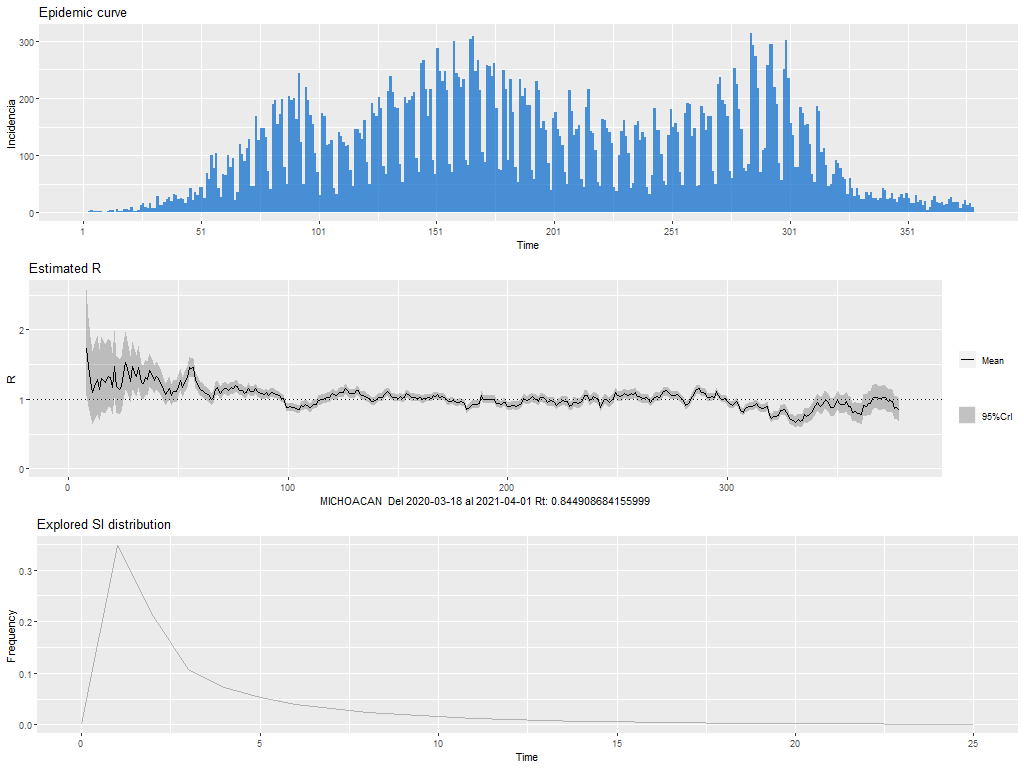 Epidemic curve
Incidencia
300
200
100
0
1 51 101 151 201 251 301 351
Time
Estimated R
R
2
1
0
0 100 200 300
MICHOACAN Del 2020-03-18 al 2021-04-01 Rt: 0.844908684155999
Mean
95%CrI
Explored SI distribution
Frequency
0.3
0.2
0.1
0.0
0 5 10 15 20 25
Time